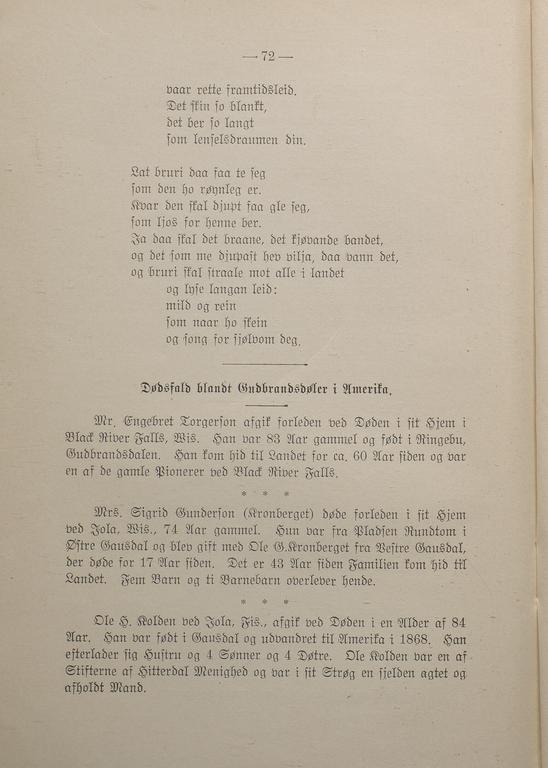 — 72 —
vaar rette framtidsleid.
Det skin so blankt,
det ber so langt
som lenselsdraumen din.
Lat bruri daa faa te seg
som den ho røynleg er.
Kvar den skal djupt faa gle seg,
som ljos for henne ber.
Ja daa skal det braane, det kjøvande bandet,
og det som me djupast hev vilja, daa vann det,
og bruri skal straale mot alle i landet
og lyse langan leid:
mild og rein
som naar ho skein
og song for sjølvom deg.
Dødsfald blandt Gudbrandsdøler i Amerika.
Mr. Engebret Torgerson afgik forleden ved Døden i sit Hjem i
Black River Falls, Wis. Han var 83 Aar gammel og født i Ringebu,
Gudbrandsdalen. Han kom hid til Landet for ca. 60 Aar siden og var
en af de gamle Pionerer ved Black River Falls.
* * *
Mrs. Sigrid Gunderson (Kronberget) døde forleden i sit Hjem
ved Jola, Wis., 74 Aar gammel. Hun var fra Pladsen Rundtom i
Østre Gausdal og blev gift med Ole G.Kronberget fra Vestre Gausdal,
der døde for 17 Aar siden. Det er 43 Aar siden Familien kom hid til
Landet. Fem Barn og ti Barnebarn overlever hende.
* * *
Ole H. Kolden ved Jola, Fis., afgik ved Døden i en Alder af 84
Aar. Han var født i Gausdal og udvandret til Amerika i 1868. Han
efterlader sig Hustru og 4 Sønner og 4 Døtre. Ole Kolden var en af
Stifterne af Hitterdal Menighed og var i sit Strøg en sjelden agtet og
afholdt Mand.